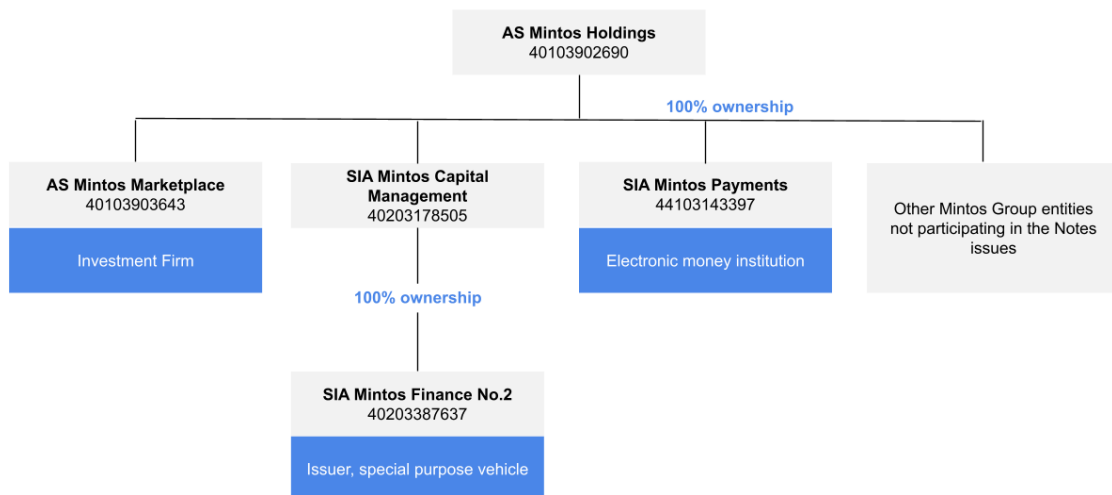 AS Mintos Holdings
40103902690
100% ownership
AS Mintos Marketplace
40103903643
Investment Firm
SIA Mintos Capital
Management
40203178505
SIA Mintos Payments
44103143397
Electronic money institution
Other Mintos Group entities
not participating in the Notes
issues
100% ownership
SIA Mintos Finance No.2
40203387637
Issuer, special purpose vehicle